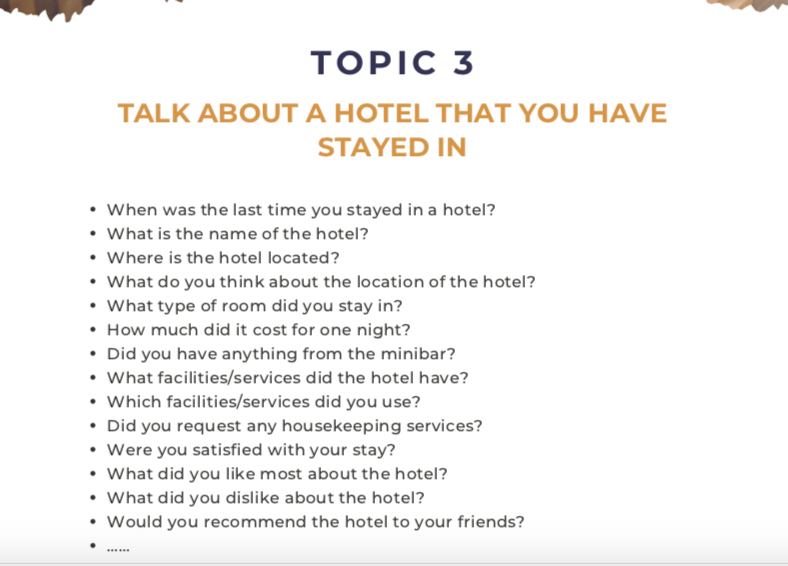 TOPIC 3
TALK ABOUT A HOTEL THAT YOU HAVE
STAYED IN
• When was the last time you stayed in a hotel?
• What is the name of the hotel?
• Where is the hotel located?
• What do you think about the location of the hotel?
• What type of room did you stay in?
• How much did it cost for one night?
• Did you have anything from the minibar?
• What facilities/services did the hotel have?
• Which facilities/services did you use?
• Did you request any housekeeping services?
• Were you satisfied with your stay?
• What did you like most about the hotel?
• What did you dislike about the hotel?
• Would you recommend the hotel to your friends?
• ......